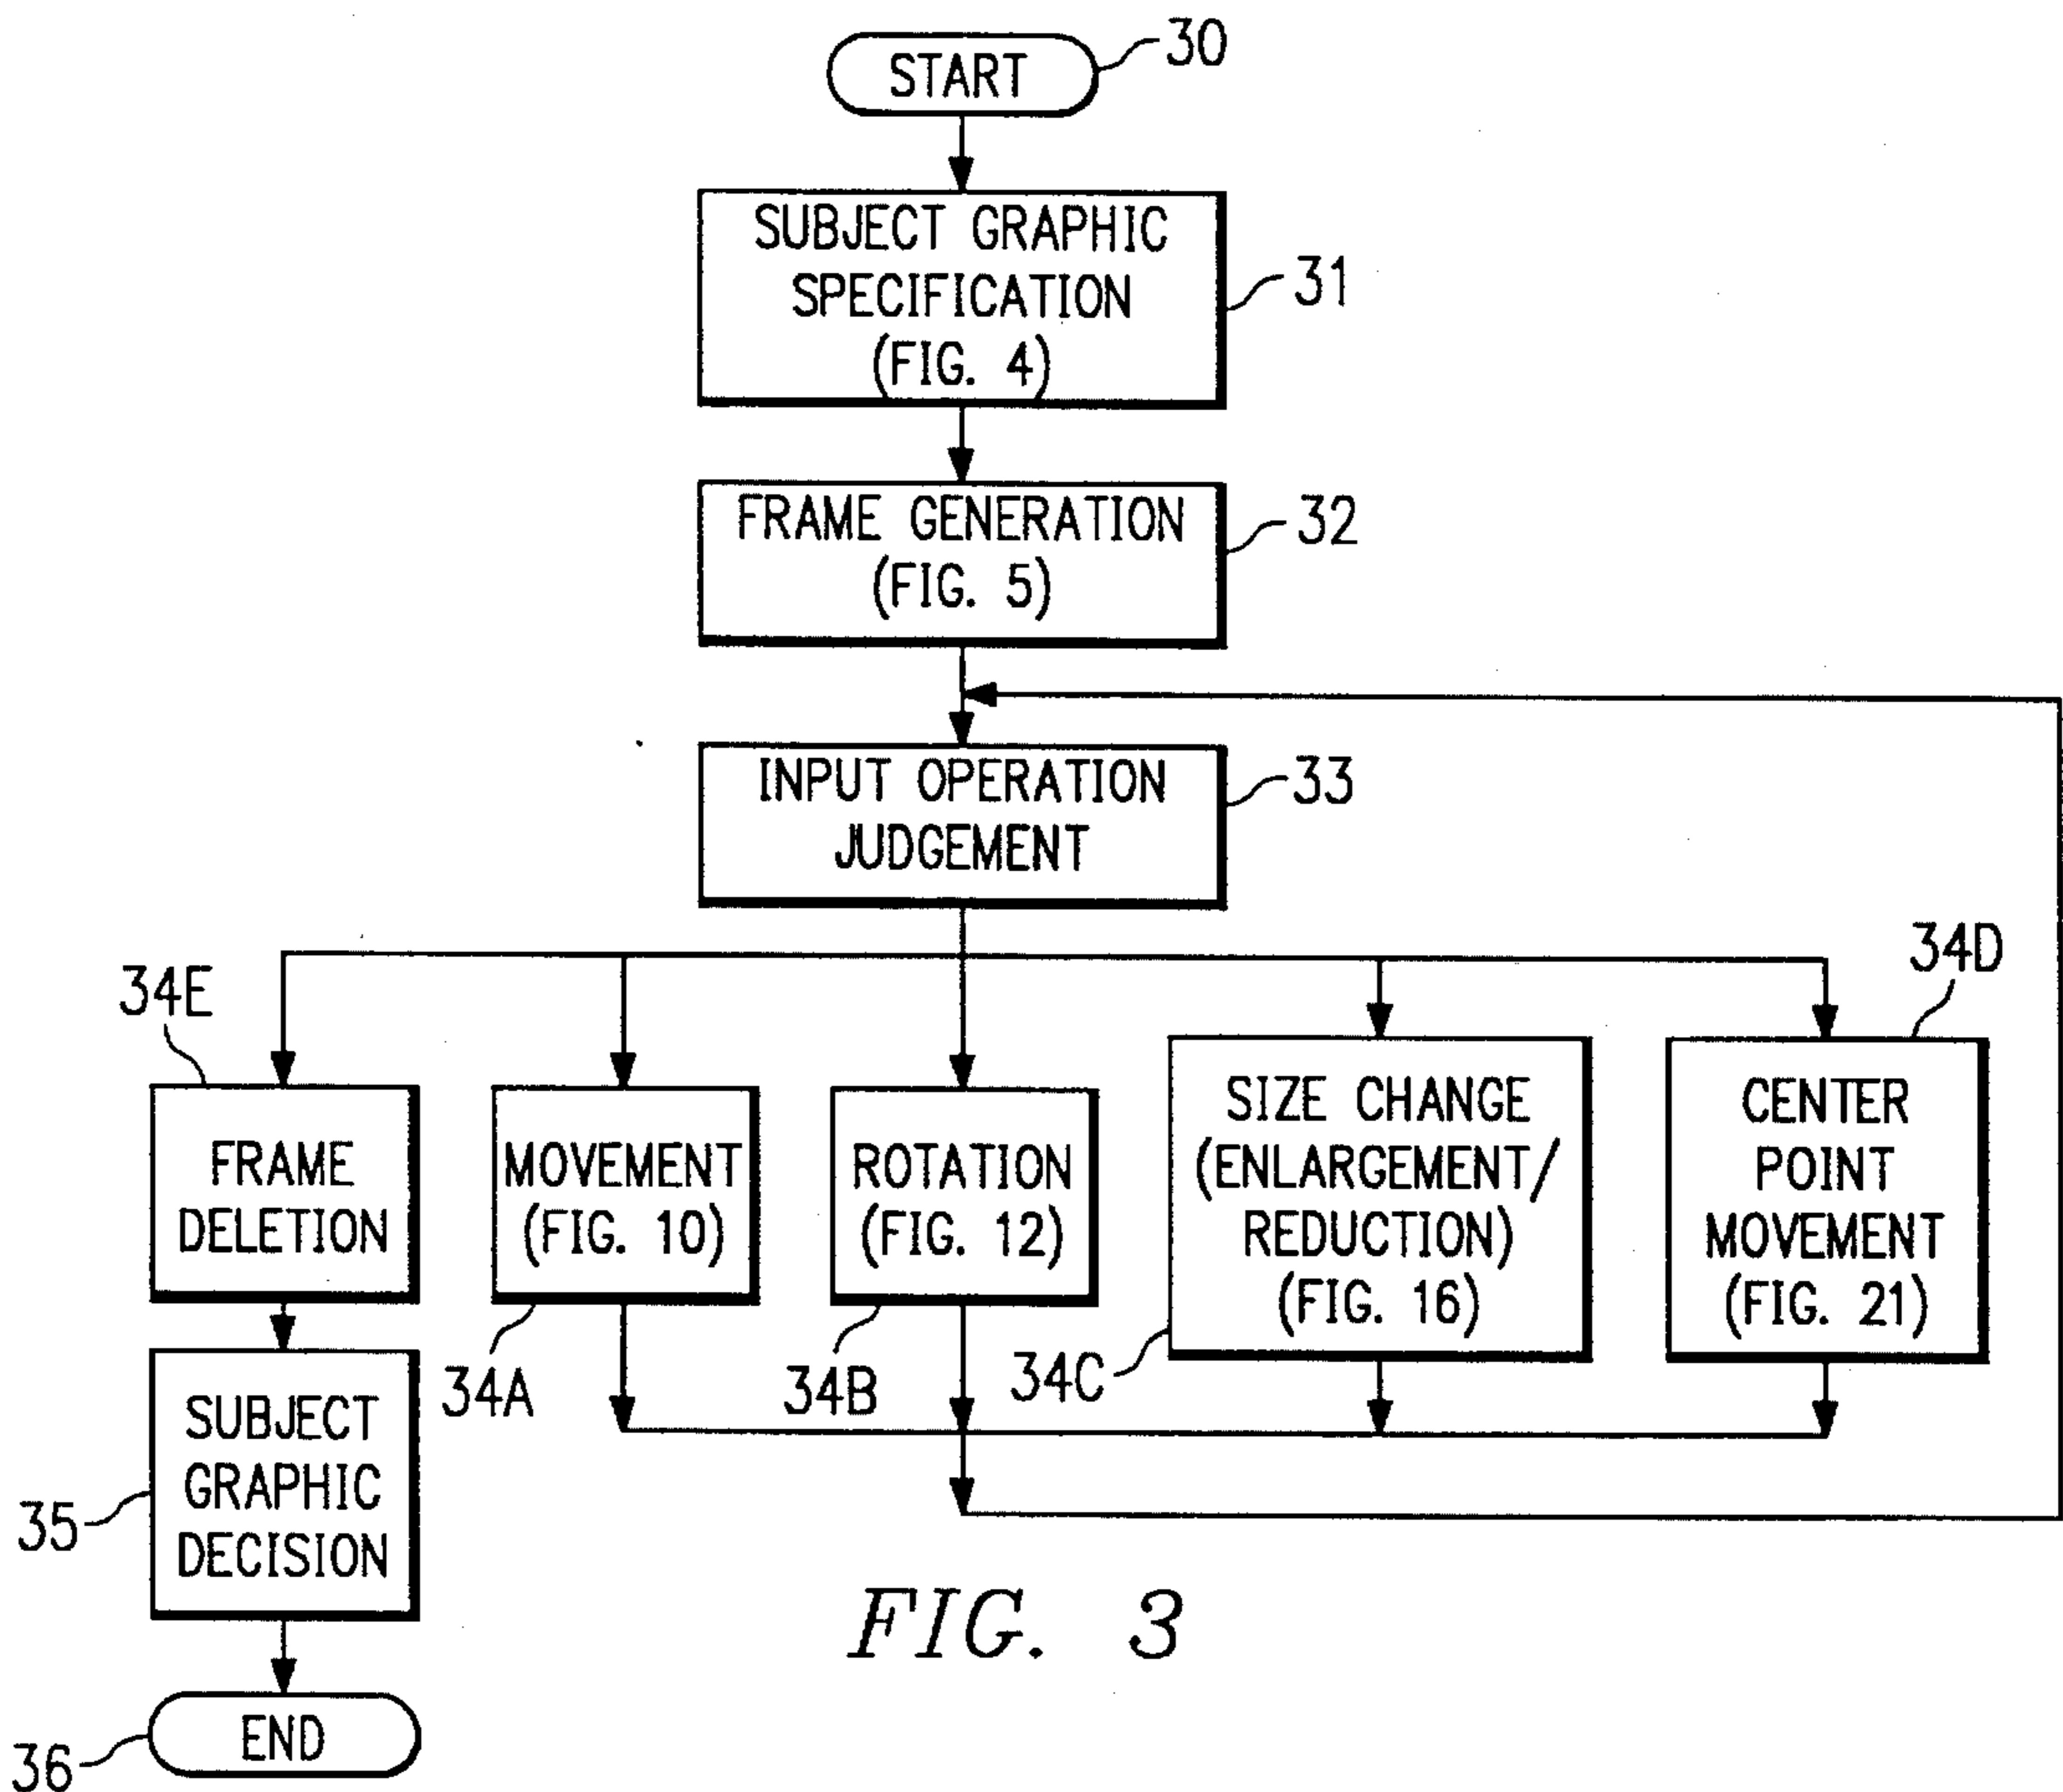 START
30
SUBJECT GRAPHIC
SPECIFICATION
(FIG. 4)
31
FRAME GENERATION
(FIG. 5)
32
INPUT OPERATION
JUDGEMENT
33
34E
FRAME
DELETION
MOVEMENT
(FIG. 10)
34A
ROTATION
(FIG. 12)
34B
SIZE CHANGE
(ENLARGEMENT/
REDUCTION)
(FIG. 16)
34C
34D
CENTER
POINT
MOVEMENT
(FIG. 21)
SUBJECT
GRAPHIC
DECISION
35
END
36
FIG. 3